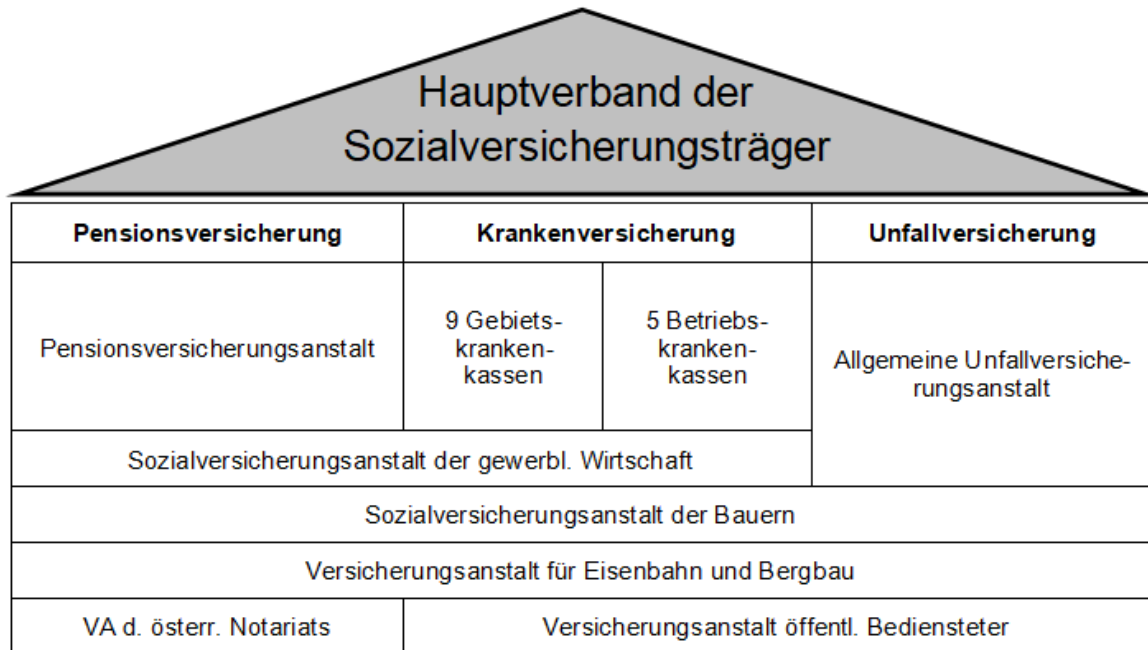 Hauptverband der
Sozialversicherungsträger
Pensionsversicherung
Krankenversicherung
Unfallversicherung
Pensionsversicherungsanstalt
9 Gebiets-
kranken-
kassen
5 Betriebs-
kranken-
kassen
Allgemeine Unfallversiche-
rungsanstalt
Sozialversicherungsanstalt der gewerbl. Wirtschaft
Sozialversicherungsanstalt der Bauern
Versicherungsanstalt für Eisenbahn und Bergbau
VA d. österr. Notariats
Versicherungsanstalt öffentl. Bediensteter